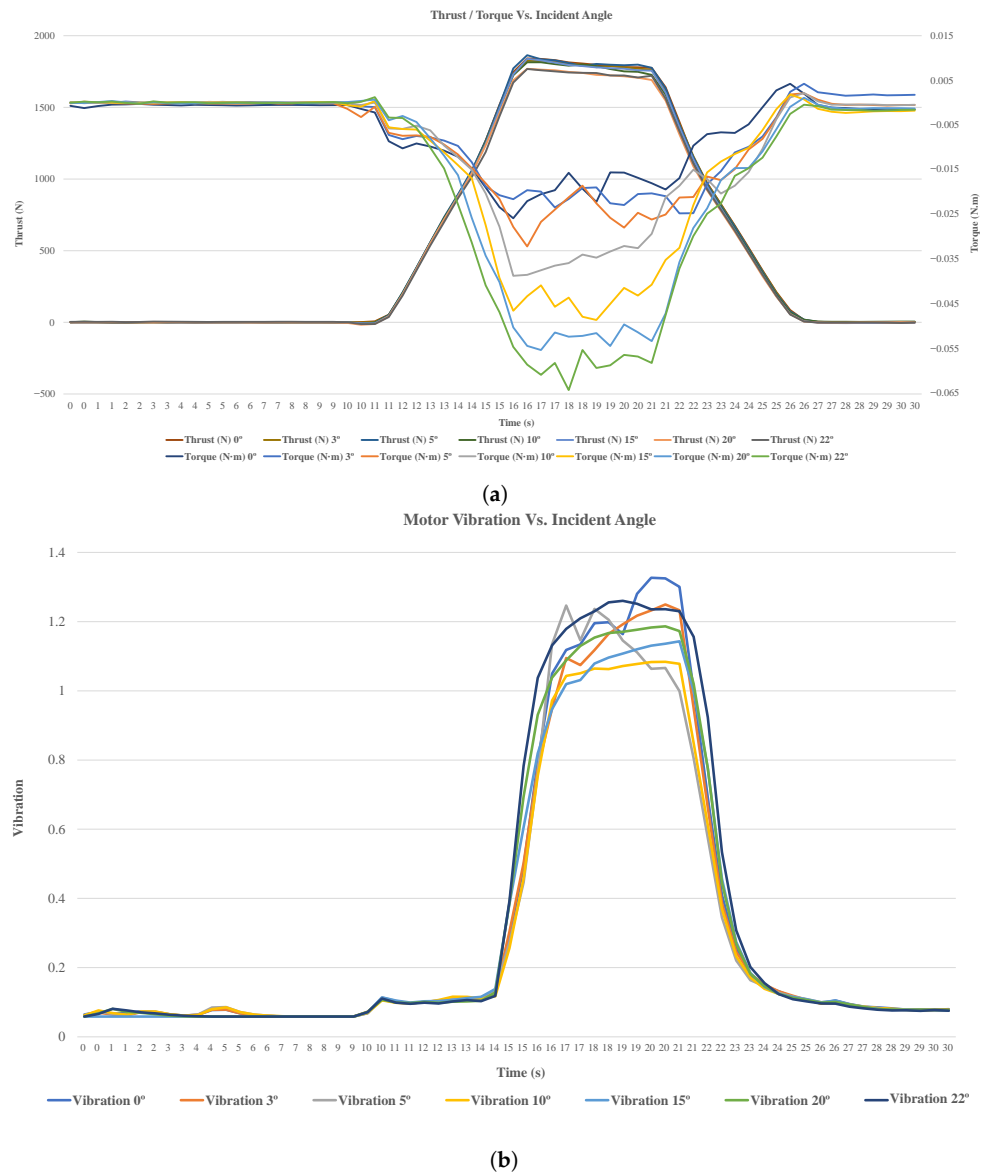 Thrust / Torque Vs. Incident Angle
2000
1500
1000
500
0
−500
Thrust (N)
0.015
0.005
−0.005
−0.015
−0.025
−0.035
−0.045
−0.055
−0.065
Torque (N.m)
0 0 1 1 2 2 3 3 4 4 5 5 6 6 7 7 8 8 9 9 10 10 11 11 12 12 13 13 14 14 15 15 16 16 17 17 18 18 19 19 20 20 21 21 22 22 23 23 24 24 25 25 26 26 27 27 28 28 29 29 30 30
Time (s)
Thrust (N) 0º Thrust (N) 3º Thrust (N) 5º Thrust (N) 10º Thrust (N) 15º Thrust (N) 20º Thrust (N) 22º
Torque (N·m) 0º Torque (N·m) 3º Torque (N·m) 5º Torque (N·m) 10º Torque (N·m) 15º Torque (N·m) 20º Torque (N·m) 22º
(a)
Motor Vibration Vs. Incident Angle
1.4
1.2
1
0.8
0.6
0.4
0.2
0
Vibration
0 0 1 1 2 2 3 3 4 4 5 5 6 6 7 7 8 8 9 9 10 10 11 11 12 12 13 13 14 14 15 15 16 16 17 17 18 18 19 19 20 20 21 21 22 22 23 23 24 24 25 25 26 26 27 27 28 28 29 29 30 30
Time (s)
Vibration 0º Vibration 3º Vibration 5º Vibration 10º Vibration 15º Vibration 20º Vibration 22º
(b)